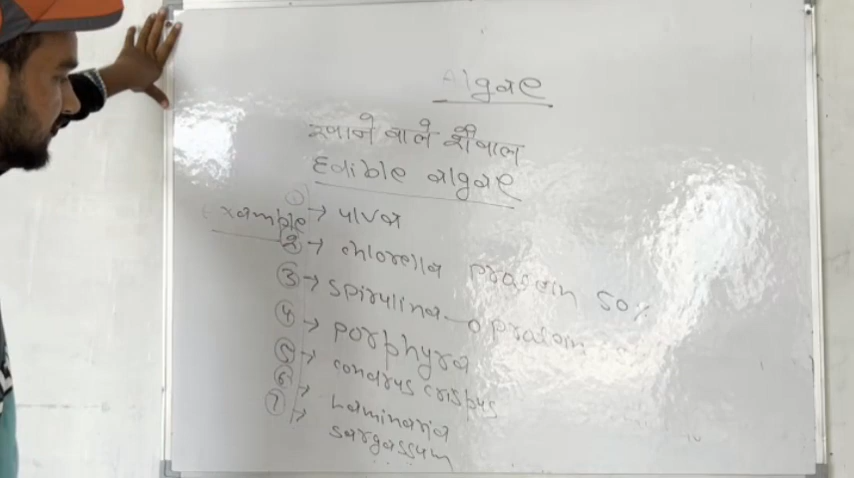 Algae
खाने वाले शैवाल
Edible algae
Example ① → ulva
② → chlorella protein 50%
③ → spirulina → protein
④ → porphyra
⑤ → condrus crispus
⑥ → Laminaria
⑦ → sargassum